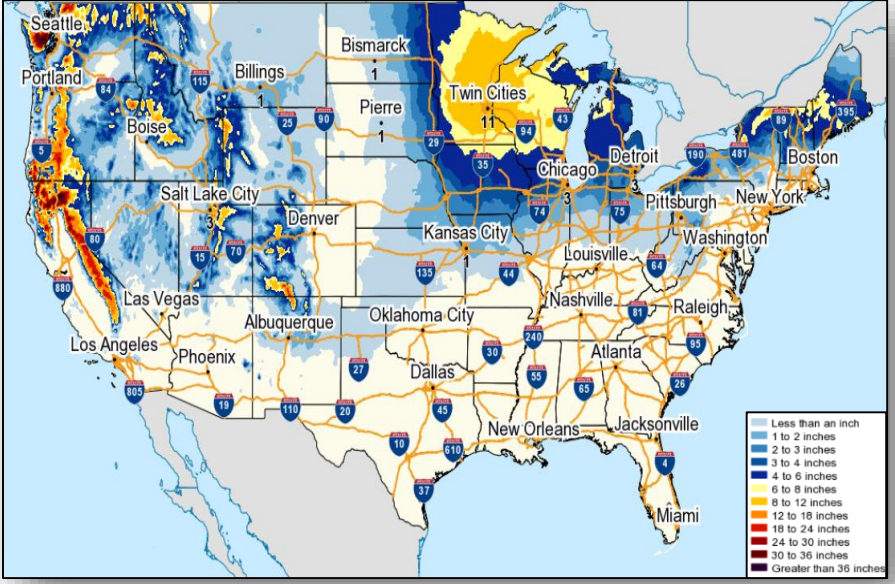 Seattle
Bismarck
1
Portland
84
115
Billings
1
Twin Cities
11
Pierre
1
25
90
94
43
89
395
Boise
5
29
35
Chicago
3
Detroit
3
190
481
Boston
Salt Lake City
3
Denver
74
75
Pittsburgh
New York
80
15
70
Kansas City
1
Washington
880
135
44
Louisville
64
Las Vegas
Albuquerque
Oklahoma City
Nashville
81
Raleigh
Los Angeles
Phoenix
27
30
240
Atlanta
95
805
19
110
20
Dallas
45
55
65
26
10
610
New Orleans
Jacksonville
4
37
Miami
Less than an inch
1 to 2 inches
2 to 3 inches
3 to 4 inches
4 to 6 inches
6 to 8 inches
8 to 12 inches
12 to 18 inches
18 to 24 inches
24 to 30 inches
30 to 36 inches
Greater than 36 inches